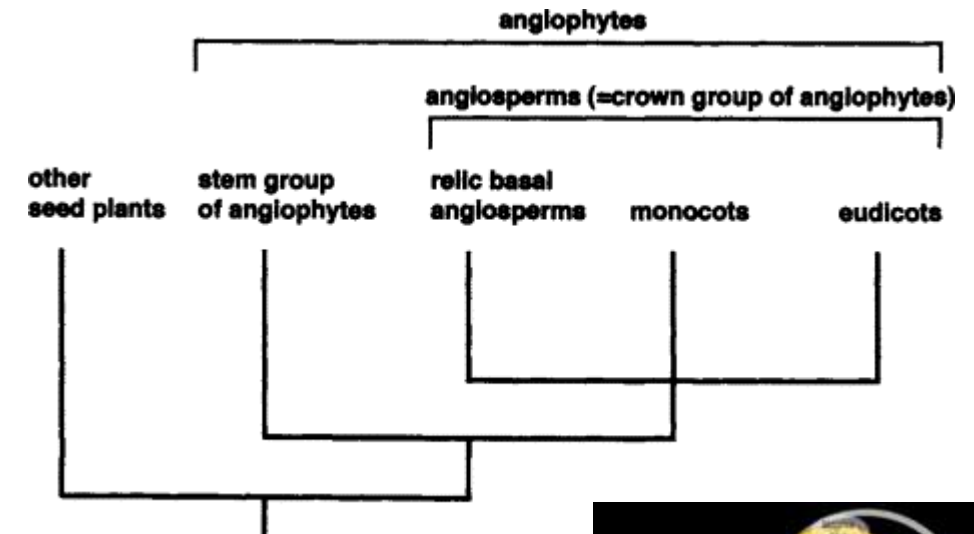 angiophytes
angiosperms (=crown group of angiophytes)
other
seed plants
stem group
of angiophytes
relic basal
angiosperms
monocots
eudicots